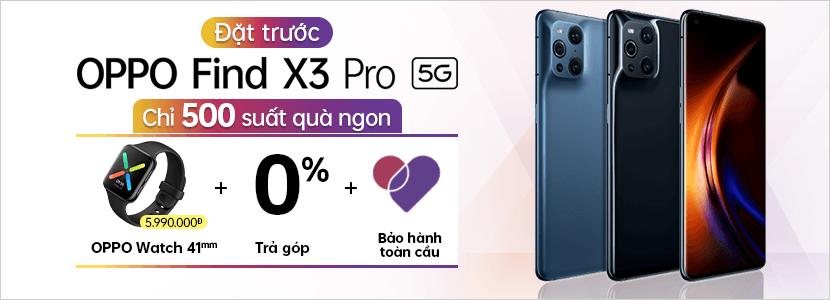 Đặt trước
OPPO Find X3 Pro 5G
Chỉ 500 suất quà ngon
5.990.000Đ
+ 0% +
OPPO Watch 41mm
Trả góp
Bảo hành
toàn cầu